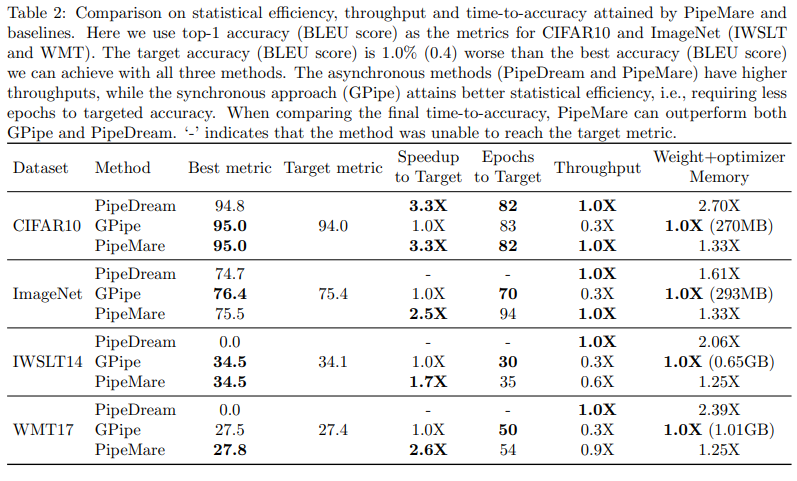 Table 2: Comparison on statistical efficiency, throughput and time-to-accuracy attained by PipeMare and
baselines. Here we use top-1 accuracy (BLEU score) as the metrics for CIFAR10 and ImageNet (IWSLT
and WMT). The target accuracy (BLEU score) is 1.0% (0.4) worse than the best accuracy (BLEU score)
we can achieve with all three methods. The asynchronous methods (PipeDream and PipeMare) have higher
throughputs, while the synchronous approach (GPipe) attains better statistical efficiency, i.e., requiring less
epochs to targeted accuracy. When comparing the final time-to-accuracy, PipeMare can outperform both
GPipe and PipeDream. ‘-’ indicates that the method was unable to reach the target metric.
Dataset Method Best metric Target metric Speedup to Target Epochs to Target Throughput Weight+optimizer Memory
PipeDream 94.8 3.3X 82 1.0X 2.70X
CIFAR10 GPipe 95.0 94.0 1.0X 83 0.3X 1.0X (270MB)
PipeMare 95.0 3.3X 82 1.0X 1.33X
PipeDream 74.7 - - 1.0X 1.61X
ImageNet GPipe 76.4 75.4 1.0X 70 0.3X 1.0X (293MB)
PipeMare 75.5 2.5X 94 1.0X 1.33X
PipeDream 0.0 - - 1.0X 2.06X
IWSLT14 GPipe 34.5 34.1 1.0X 30 0.3X 1.0X (0.65GB)
PipeMare 34.5 1.7X 35 0.6X 1.25X
PipeDream 0.0 - - 1.0X 2.39X
WMT17 GPipe 27.5 27.4 1.0X 50 0.3X 1.0X (1.01GB)
PipeMare 27.8 2.6X 54 0.9X 1.25X